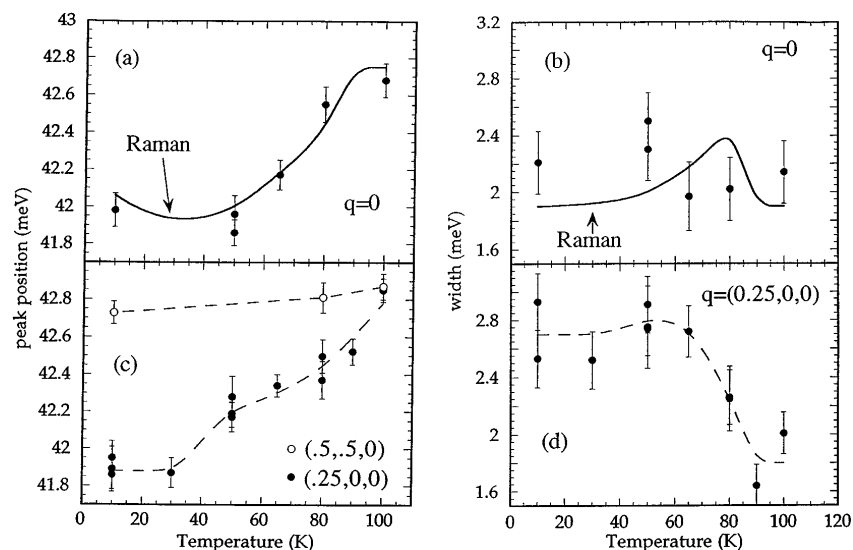 43
42.8
42.6
42.4
42.2
42
41.8
(a)
Raman
q=0
peak position (meV)
42.8
42.6
42.4
42.2
42
41.8
(c)
(.5,.5,0)
(.25,0,0)
0 20 40 60 80 100
Temperature (K)
3.2
2.8
2.4
2
1.6
(b)
q=0
Raman
width (meV)
2.8
2.4
2
1.6
q=(0.25,0,0)
(d)
0 20 40 60 80 100 120
Temperature (K)